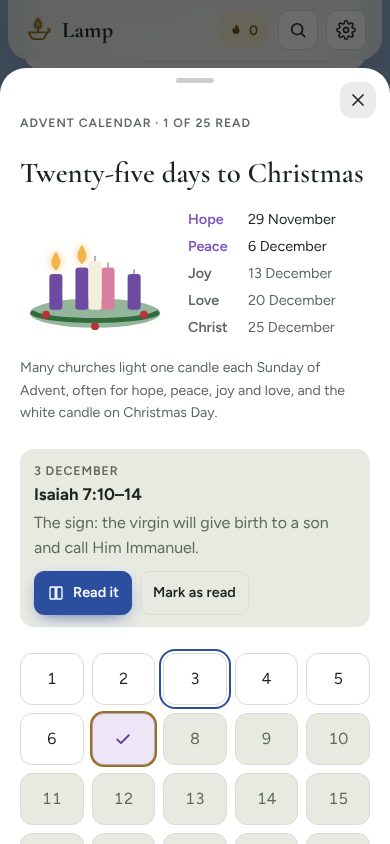 Lamp
0
ADVENT CALENDAR · 1 OF 25 READ
Twenty-five days to Christmas
Hope 29 November
Peace 6 December
Joy 13 December
Love 20 December
Christ 25 December
Many churches light one candle each Sunday of
Advent, often for hope, peace, joy and love, and the
white candle on Christmas Day.
3 DECEMBER
Isaiah 7:10–14
The sign: the virgin will give birth to a son
and call Him Immanuel.
Read it Mark as read
1 2 3 4 5
6 8 9 10
11 12 13 14 15